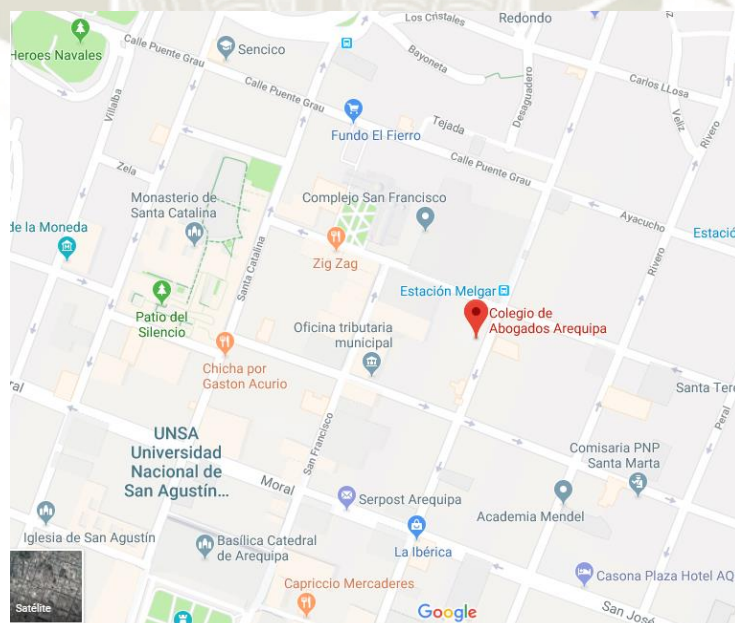 Los Cristales
Redondo
Heroes Navales
Calle Puente Grau
Sencico
Bayoneta
Carlos LLosa
Calle Puente Grau
Desaguadero
Villalba
Veliz
Rivero
Fundo El Fierro
Tejada
Calle Puente Grau
Zela
Monasterio de
Santa Catalina
Complejo San Francisco
Ayacucho
de la Moneda
Estació
Zig Zag
Santa Catalina
Rivero
Estación Melgar
Patio del
Silencio
Oficina tributaria
municipal
Colegio de
Abogados Arequipa
Chicha por
Gaston Acurio
ral
Santa Tere
UNSA
Universidad
Nacional de
San Agustín...
San Francisco
Peral
Comisaria PNP
Santa Marta
Moral
Serpost Arequipa
Academia Mendel
Iglesia de San Agustín
Basílica Catedral
de Arequipa
La Ibérica
Casona Plaza Hotel AQ
Capriccio Mercaderes
San José
Satélite
Google